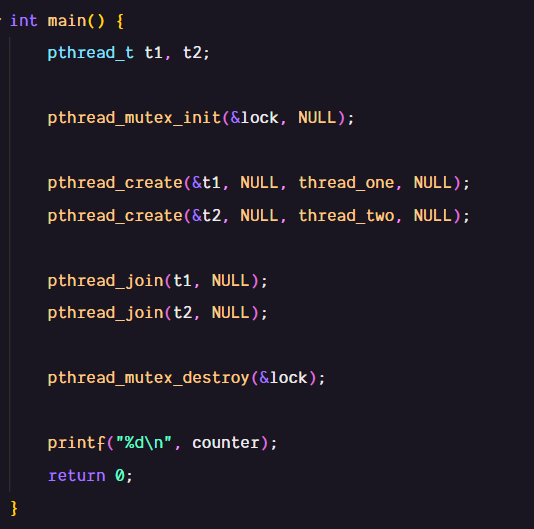 int main() {
    pthread_t t1, t2;

    pthread_mutex_init(&lock, NULL);

    pthread_create(&t1, NULL, thread_one, NULL);
    pthread_create(&t2, NULL, thread_two, NULL);

    pthread_join(t1, NULL);
    pthread_join(t2, NULL);

    pthread_mutex_destroy(&lock);

    printf("%d\n", counter);
    return 0;
}